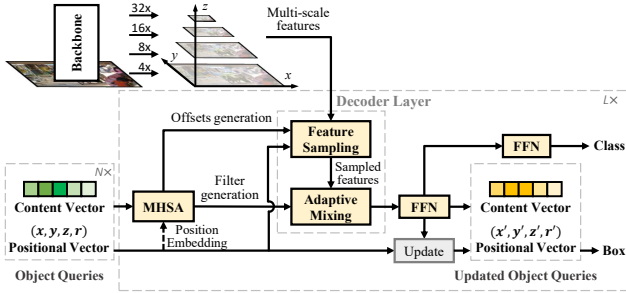 Backbone
32x
16x
8x
4x
z
y
x
Multi-scale
features
Decoder Layer
L×
Offsets generation
Feature
Sampling
FFN
Class
N×
Filter
generation
Sampled
features
Content Vector
(x, y, z, r)
Positional Vector
MHSA
Adaptive
Mixing
FFN
Content Vector
(x′, y′, z′, r′)
Positional Vector
Position
Embedding
Update
Box
Object Queries
Updated Object Queries